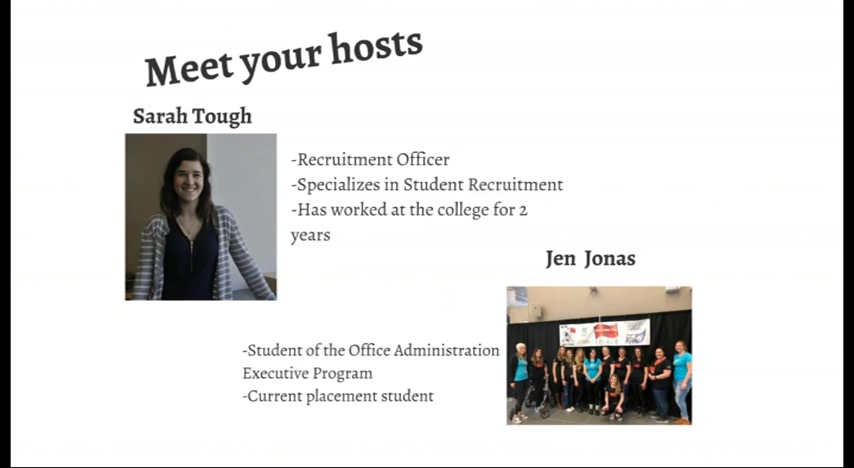 Meet your hosts
Sarah Tough
-Recruitment Officer
-Specializes in Student Recruitment
-Has worked at the college for 2
years
Jen Jonas
-Student of the Office Administration
Executive Program
-Current placement student